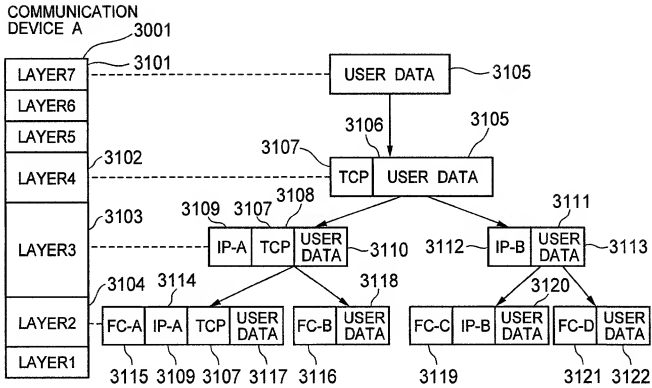 COMMUNICATION
DEVICE A
3001
3101
LAYER7
USER DATA
3105
LAYER6
LAYER5
3106
3105
3102
3107
LAYER4
TCP
USER DATA
3103
3109
3107
3108
3111
LAYER3
IP-A
TCP
USER
DATA
3110
3112
IP-B
USER
DATA
3113
3104
3114
3118
3120
LAYER2
FC-A
IP-A
TCP
USER
DATA
FC-B
USER
DATA
FC-C
IP-B
USER
DATA
FC-D
USER
DATA
LAYER1
3115
3109
3107
3117
3116
3119
3121
3122